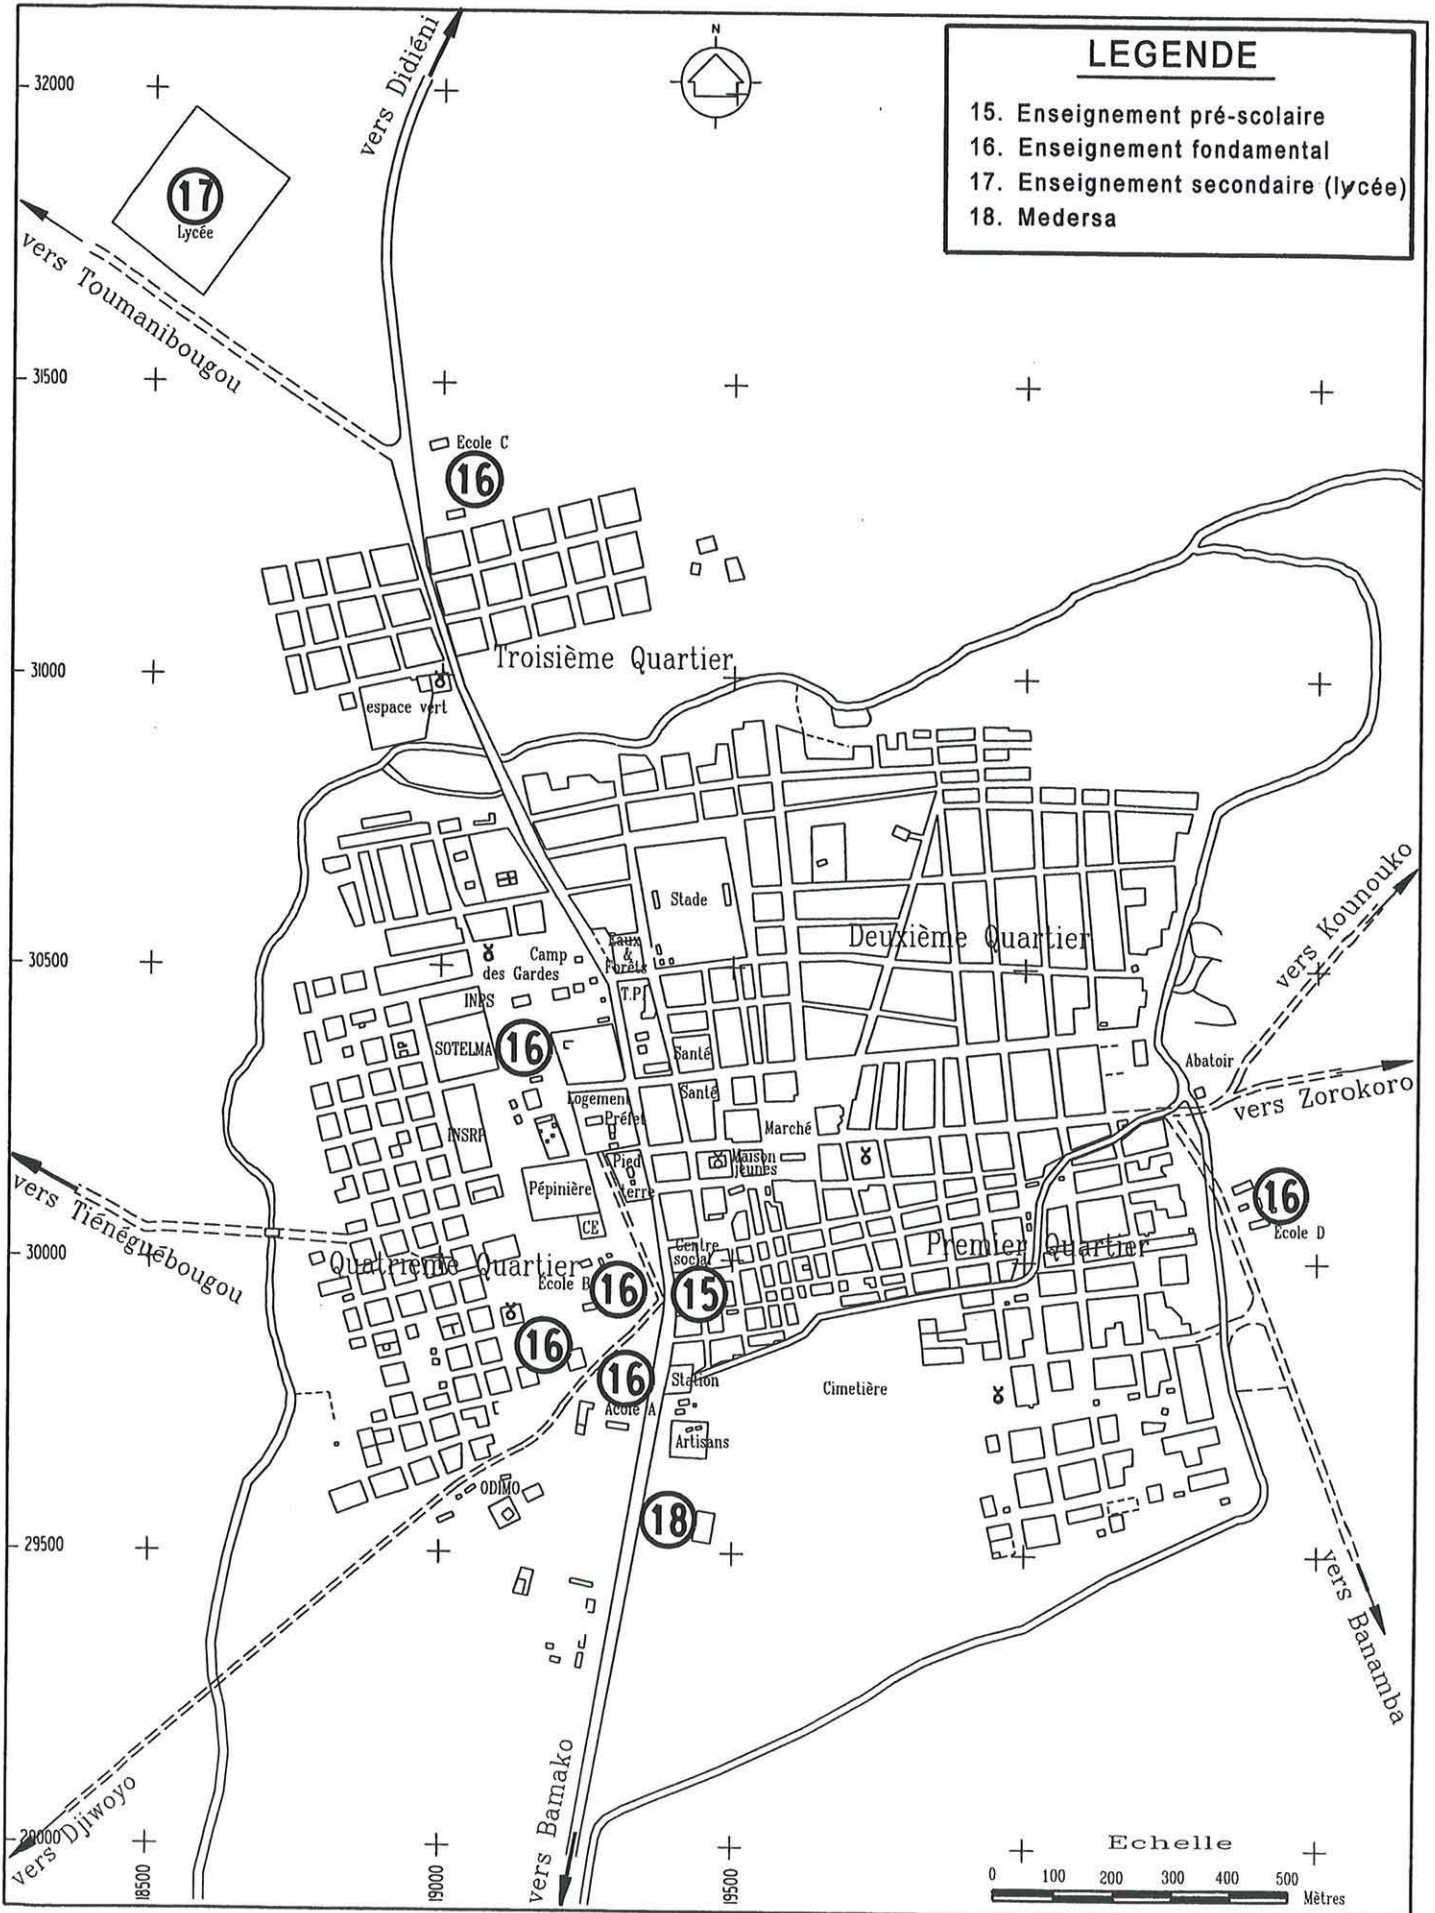 N
LEGENDE
15. Enseignement pré-scolaire
16. Enseignement fondamental
17. Enseignement secondaire (lycée)
18. Medersa
vers Didiéni
32000
17
Lycée
vers Toumanibougou
31500
Ecole C
16
31000
Troisième Quartier
espace vert
Stade
Deuxième Quartier
vers Kounouko
30500
Camp
des Gardes
Eaux
&
Forêts
INPS
T.P
SOTELMA
16
Santé
Abatoir
Santé
Logement
Préfet
vers Zorokoro
Marché
INSRP
Maison
jeunes
Pied
terre
vers Tiénéguébougou
Pépinière
16
CE
Ecole D
30000
Centre
social
Premier Quartier
Quatrième Quartier
Ecole B
16
15
16
16
Station
Cimetière
Acole A
Artisans
ODIMO
18
29500
vers Banamba
vers Djiwoyo
vers Bamako
29000
18500
19000
19500
Echelle
0 100 200 300 400 500
Mètres